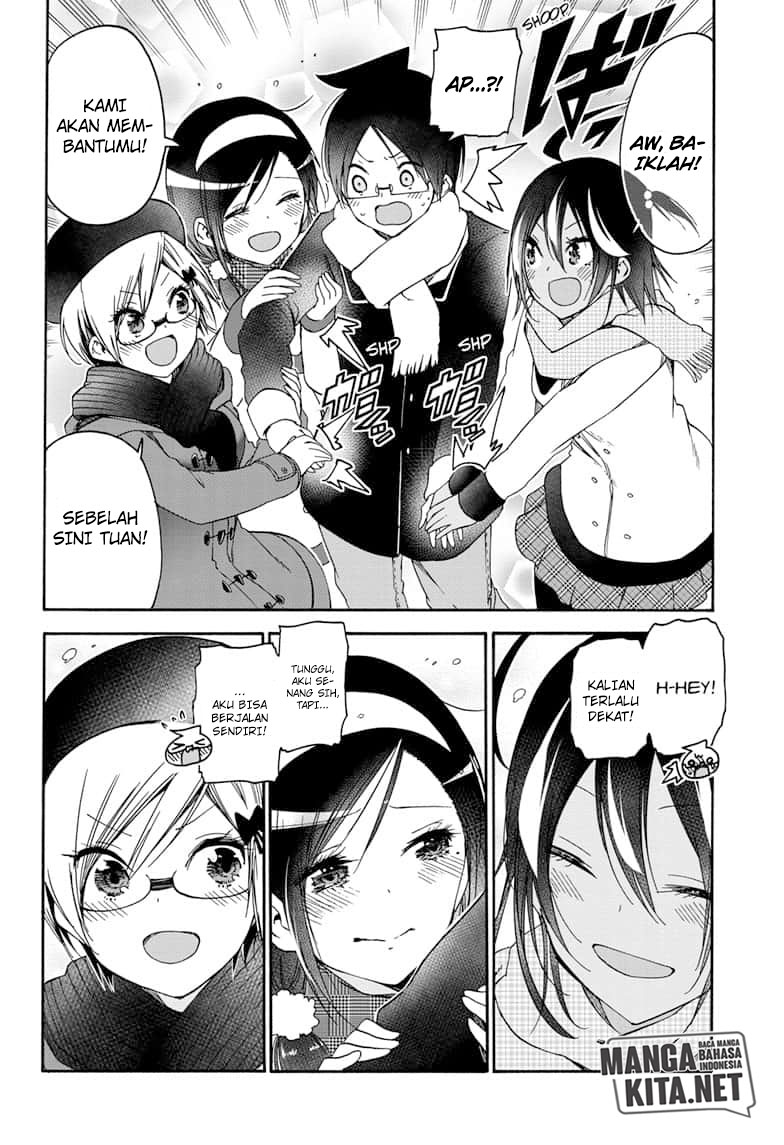 SHOOP
ば
AW, BA-
IKLAH!
AP...?!
KAMI
AKAN MEM-
BANTUMU!
SHP
SHP
SEBELAH
SINI TUAN!
H-HEY!
KALIAN
TERLALU
DEKAT!
TUNGGU,
AKU SE-
NANG SIH,
TAPI...
...
AKU BISA
BERJALAN
SENDIRI!
MANGA
KITA.NET
BACA MANGA
BAHASA
INDONESIA